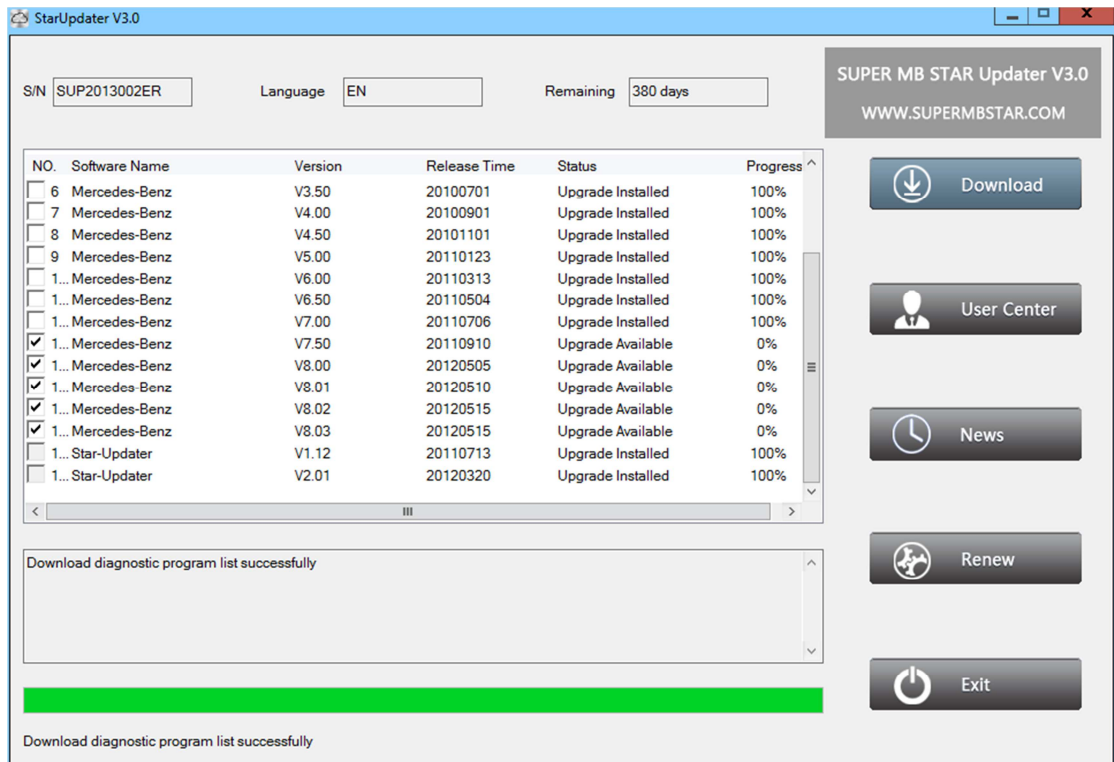 StarUpdater V3.0
S/N SUP2013002ER Language EN Remaining 380 days
SUPER MB STAR Updater V3.0
WWW.SUPERMBSTAR.COM
NO. Software Name Version Release Time Status Progress
6 Mercedes-Benz V3.50 20100701 Upgrade Installed 100%
7 Mercedes-Benz V4.00 20100901 Upgrade Installed 100%
8 Mercedes-Benz V4.50 20101101 Upgrade Installed 100%
9 Mercedes-Benz V5.00 20110123 Upgrade Installed 100%
1... Mercedes-Benz V6.00 20110313 Upgrade Installed 100%
1... Mercedes-Benz V6.50 20110504 Upgrade Installed 100%
1... Mercedes-Benz V7.00 20110706 Upgrade Installed 100%
1... Mercedes-Benz V7.50 20110910 Upgrade Available 0%
1... Mercedes-Benz V8.00 20120505 Upgrade Available 0%
1... Mercedes-Benz V8.01 20120510 Upgrade Available 0%
1... Mercedes-Benz V8.02 20120515 Upgrade Available 0%
1... Mercedes-Benz V8.03 20120515 Upgrade Available 0%
1... Star-Updater V1.12 20110713 Upgrade Installed 100%
1... Star-Updater V2.01 20120320 Upgrade Installed 100%
Download diagnostic program list successfully
Download diagnostic program list successfully
Download
User Center
News
Renew
Exit